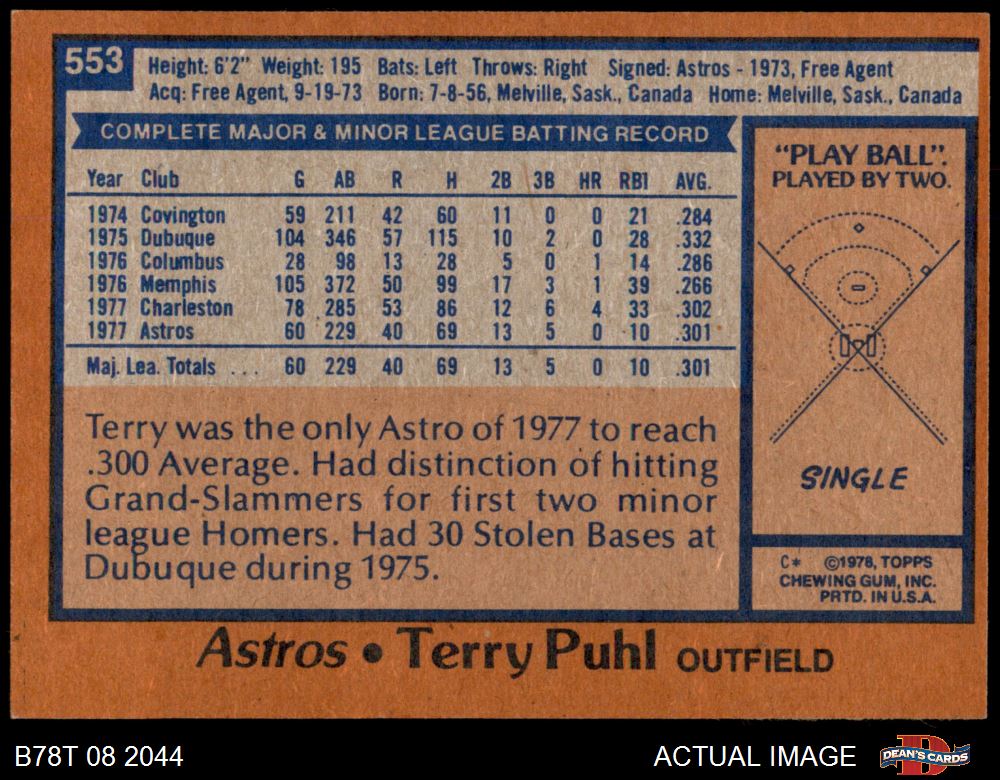 553
Height: 6'2" Weight: 195 Bats: Left Throws: Right Signed: Astros - 1973, Free Agent
Acq: Free Agent, 9-19-73 Born: 7-8-56, Melville, Sask., Canada Home: Melville, Sask., Canada
COMPLETE MAJOR & MINOR LEAGUE BATTING RECORD
Year Club G AB R H 2B 3B HR RBI AVG.
1974 Covington 59 211 42 60 11 0 0 21 .284
1975 Dubuque 104 346 57 115 10 2 0 28 .332
1976 Columbus 28 98 13 28 5 0 1 14 .286
1976 Memphis 105 372 50 99 17 3 1 39 .266
1977 Charleston 78 285 53 86 12 6 4 33 .302
1977 Astros 60 229 40 69 13 5 0 10 .301
Maj. Lea. Totals ... 60 229 40 69 13 5 0 10 .301
Terry was the only Astro of 1977 to reach
.300 Average. Had distinction of hitting
Grand-Slammers for first two minor
league Homers. Had 30 Stolen Bases at
Dubuque during 1975.
"PLAY BALL".
PLAYED BY TWO.
SINGLE
C* ©1978, TOPPS
CHEWING GUM, INC.
PRTD. IN U.S.A.
Astros • Terry Puhl OUTFIELD
B78T 08 2044
ACTUAL IMAGE
DEAN'S CARDS